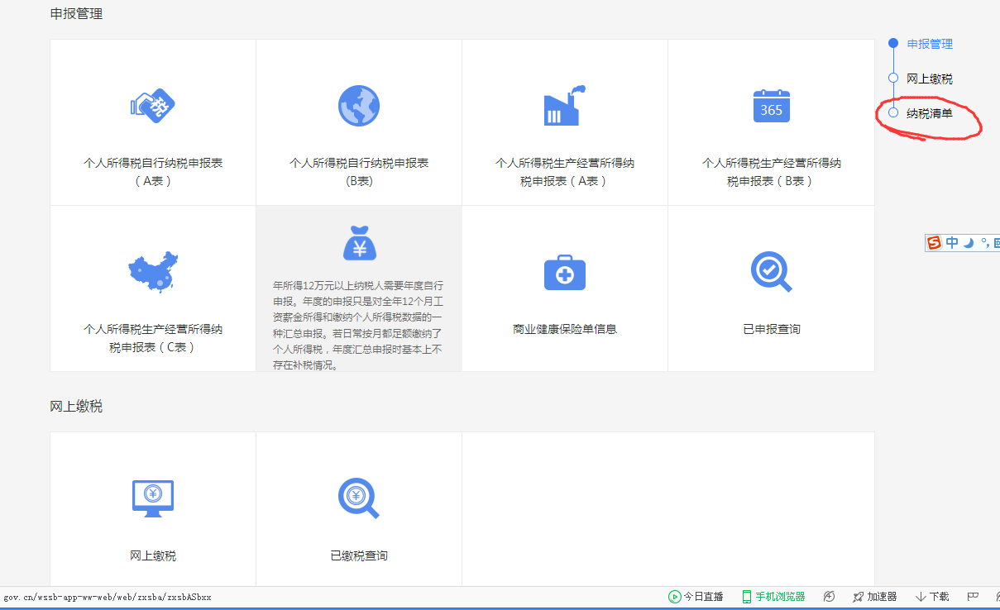 申报管理
税
个人所得税自行纳税申报表
（A表）
个人所得税自行纳税申报表
(B表)
个人所得税生产经营所得纳
税申报表（A表）
365
个人所得税生产经营所得纳
税申报表（B表）
个人所得税生产经营所得纳
税申报表（C表）
¥
年所得12万元以上纳税人需要年度自行
申报。年度的申报只是对全年12个月工
资薪金所得和缴纳个人所得税数据的一
种汇总申报。若日常按月都足额缴纳了
个人所得税，年度汇总申报时基本上不
存在补税情况。
商业健康保险单信息
已申报查询
申报管理
网上缴税
纳税清单
S中
网上缴税
¥
网上缴税
¥
已缴税查询
gov.cn/wssb-app-ww-web/web/zxsba/zxsbASbxx
今日直播
手机浏览器
加速器
下载